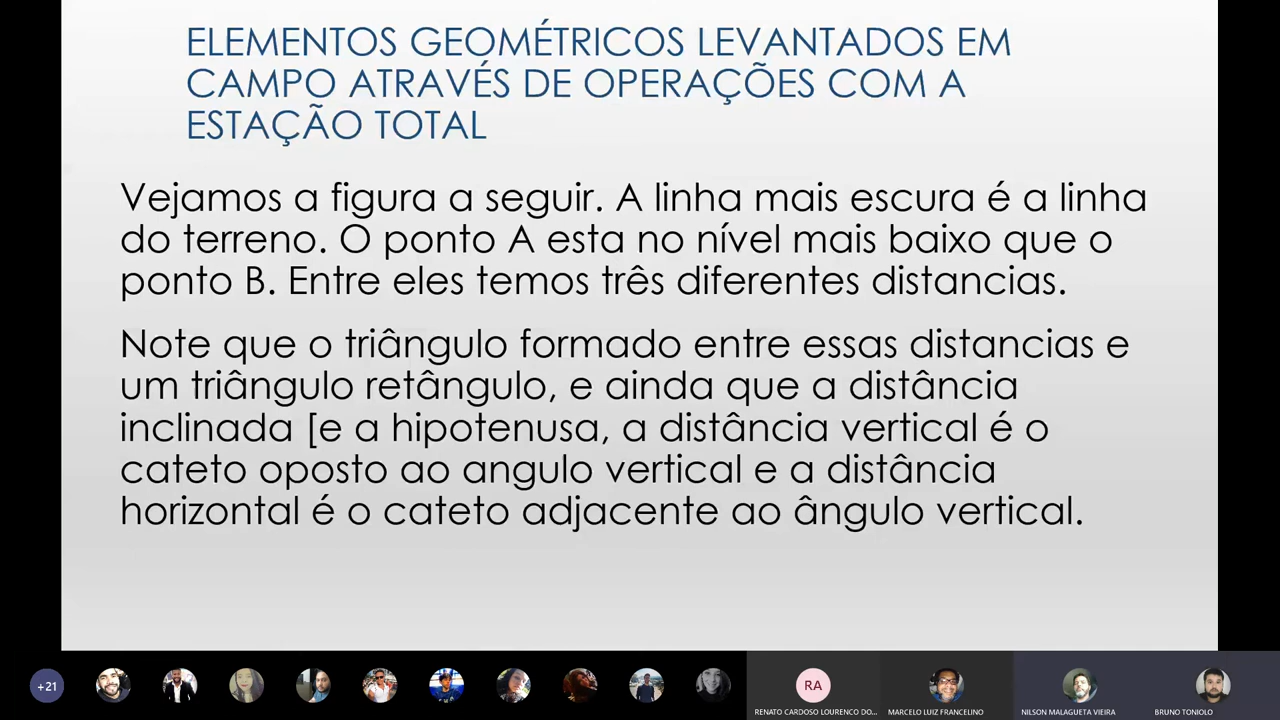 ELEMENTOS GEOMÉTRICOS LEVANTADOS EM
CAMPO ATRAVÉS DE OPERAÇÕES COM A
ESTAÇÃO TOTAL
Vejamos a figura a seguir. A linha mais escura é a linha
do terreno. O ponto A esta no nível mais baixo que o
ponto B. Entre eles temos três diferentes distancias.
Note que o triângulo formado entre essas distancias e
um triângulo retângulo, e ainda que a distância
inclinada [e a hipotenusa, a distância vertical é o
cateto oposto ao angulo vertical e a distância
horizontal é o cateto adjacente ao ângulo vertical.
+21
RA
RENATO CARDOSO LOURENCO DO...
MARCELO LUIZ FRANCELINO
NILSON MALAGUETA VIEIRA
BRUNO TONIOLO